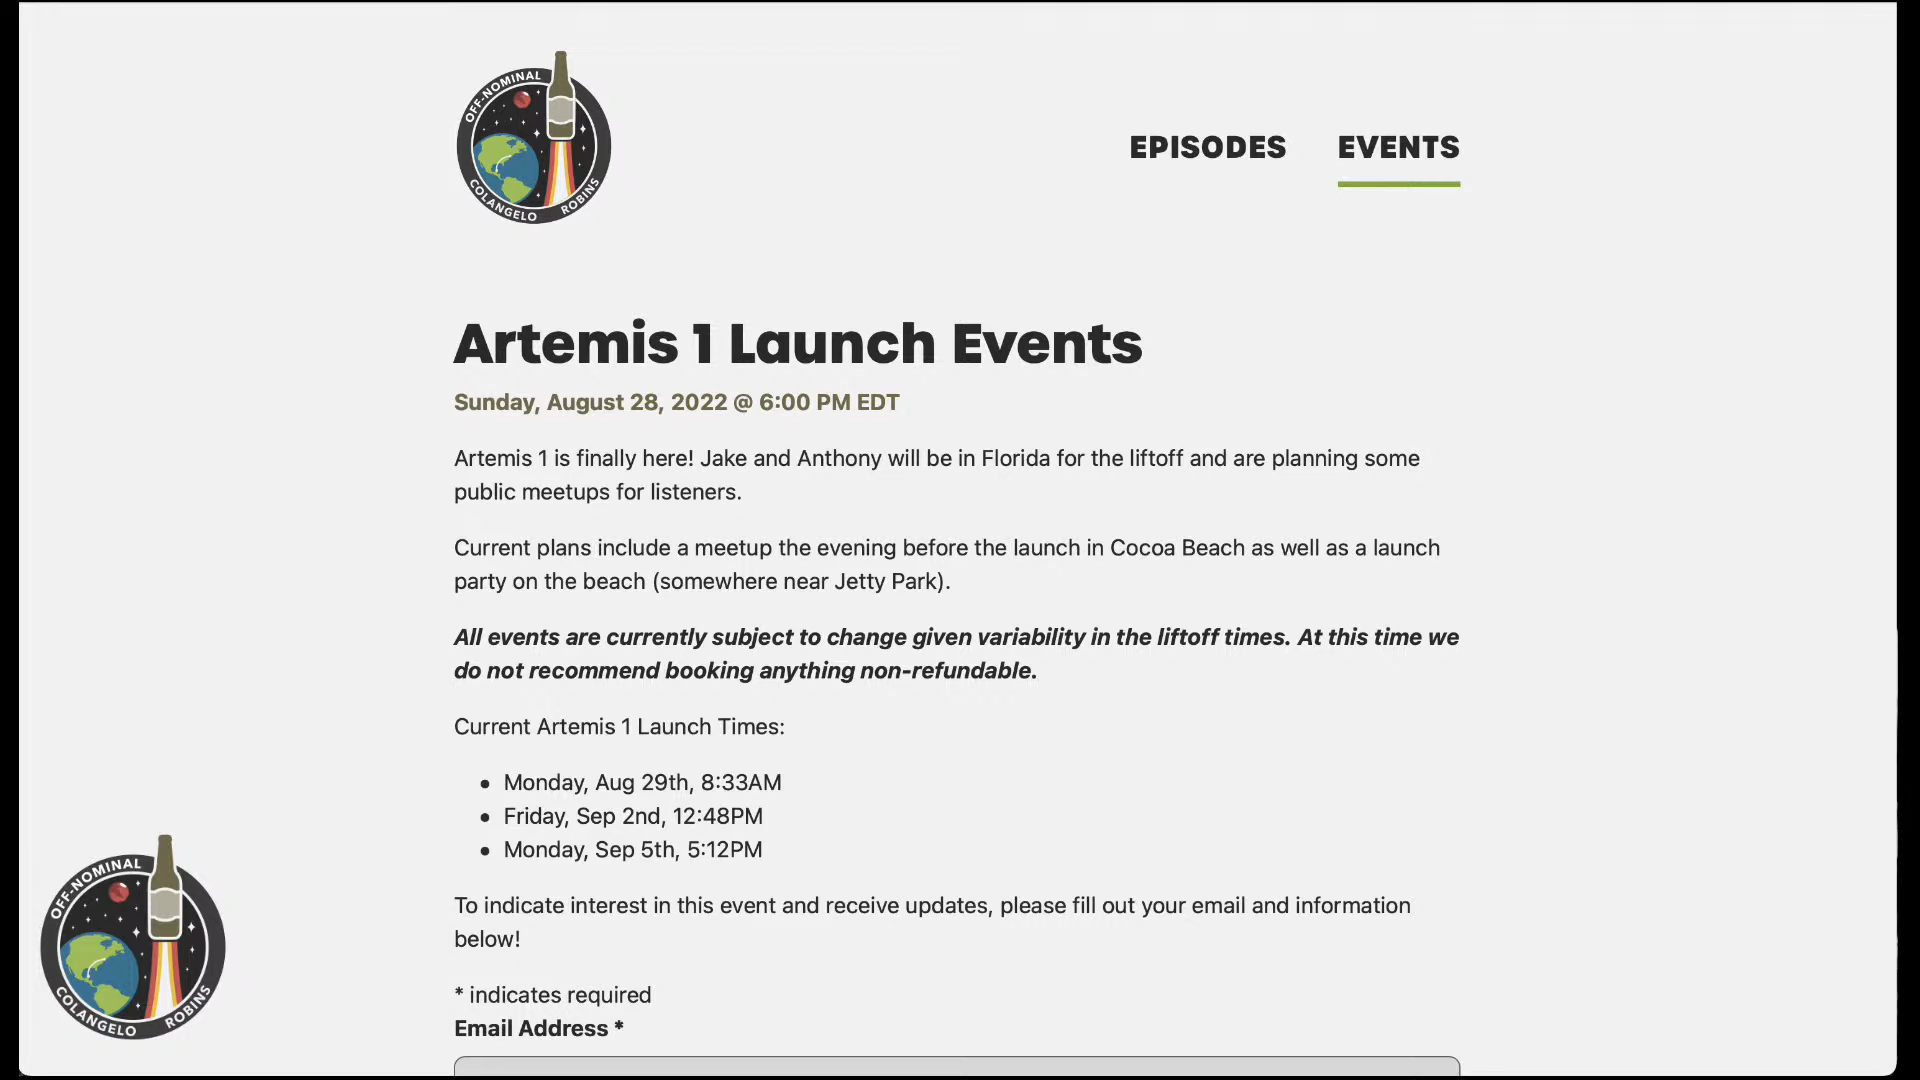 OFF-NOMINAL
COLANGELO ROBINS
EPISODES EVENTS
Artemis 1 Launch Events
Sunday, August 28, 2022 @ 6:00 PM EDT
Artemis 1 is finally here! Jake and Anthony will be in Florida for the liftoff and are planning some
public meetups for listeners.
Current plans include a meetup the evening before the launch in Cocoa Beach as well as a launch
party on the beach (somewhere near Jetty Park).
All events are currently subject to change given variability in the liftoff times. At this time we
do not recommend booking anything non-refundable.
Current Artemis 1 Launch Times:
• Monday, Aug 29th, 8:33AM
• Friday, Sep 2nd, 12:48PM
• Monday, Sep 5th, 5:12PM
To indicate interest in this event and receive updates, please fill out your email and information
below!
* indicates required
Email Address *
OFF-NOMINAL
COLANGELO ROBINS